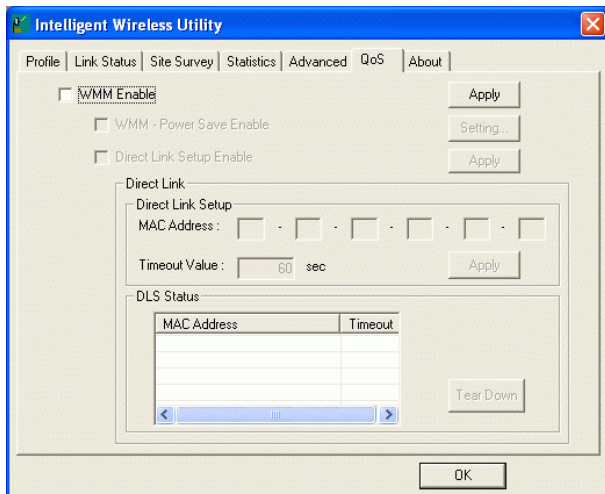 Intelligent Wireless Utility
Profile Link Status Site Survey Statistics Advanced QoS About
WMM Enable Apply
WMM - Power Save Enable Setting...
Direct Link Setup Enable Apply
Direct Link
Direct Link Setup
MAC Address : - - - - -
Timeout Value : 60 sec Apply
DLS Status
MAC Address Timeout
Tear Down
OK